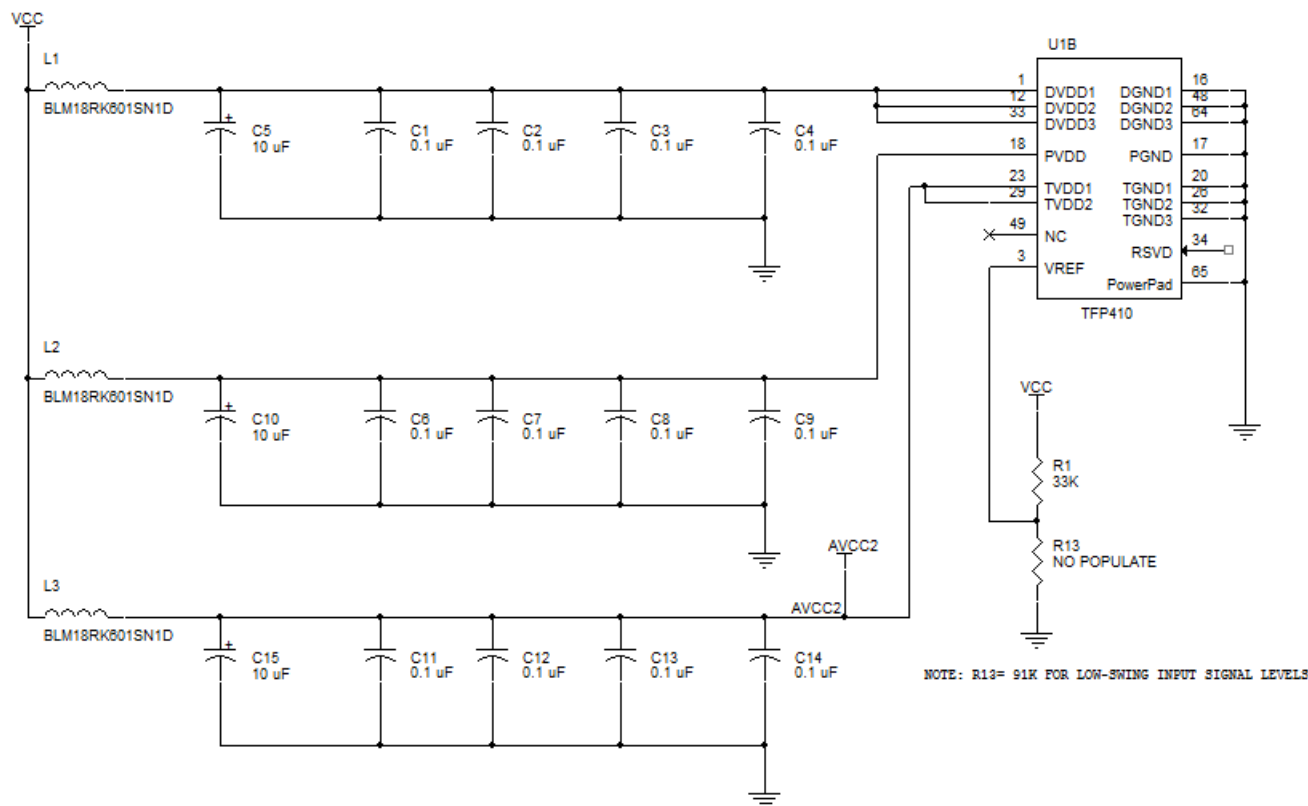 VCC
L1
BLM18RK601SN1D
C5
10 uF
C1
0.1 uF
C2
0.1 uF
C3
0.1 uF
C4
0.1 uF
U1B
1 DVDD1 DGND1 16
12 DVDD2 DGND2 48
33 DVDD3 DGND3 64
18 PVDD PGND 17
23 TVDD1 TGND1 20
29 TVDD2 TGND2 26
TGND3 32
49 NC
RSVD 34
3 VREF
PowerPad 65
TFP410
L2
BLM18RK601SN1D
C10
10 uF
C6
0.1 uF
C7
0.1 uF
C8
0.1 uF
C9
0.1 uF
VCC
R1
33K
R13
NO POPULATE
AVCC2
L3
BLM18RK601SN1D
AVCC2
C15
10 uF
C11
0.1 uF
C12
0.1 uF
C13
0.1 uF
C14
0.1 uF
NOTE: R13= 91K FOR LOW-SWING INPUT SIGNAL LEVELS